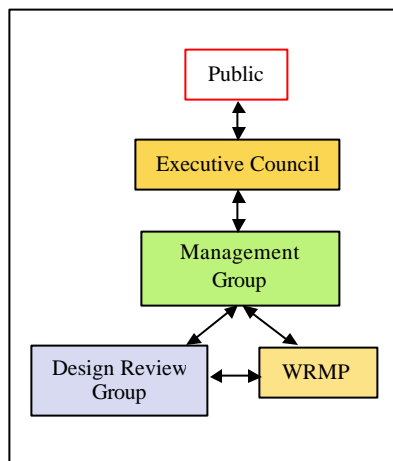 Public
Executive Council
Management
Group
Design Review
Group
WRMP